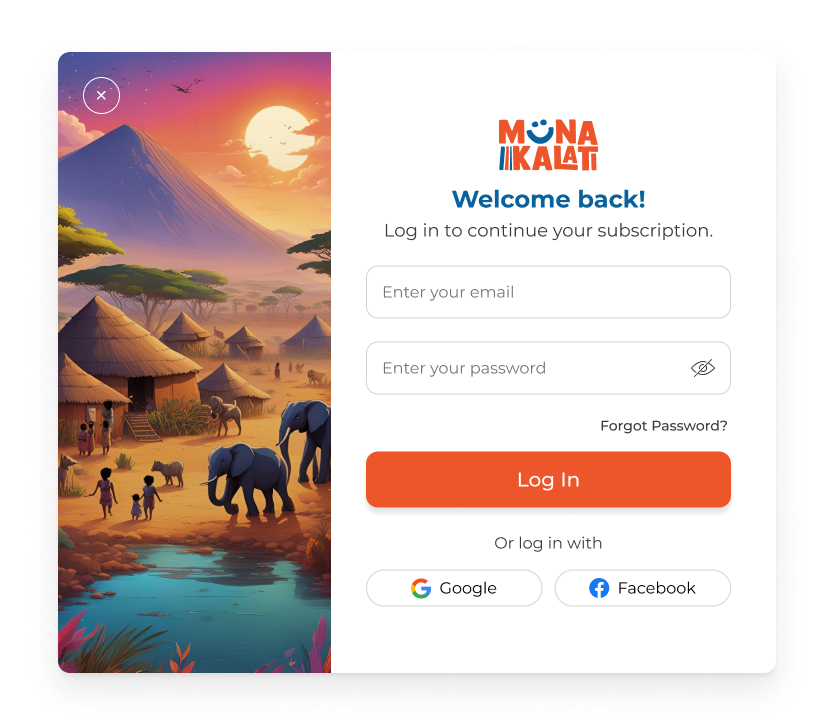 MUNA
KALATI
Welcome back!
Log in to continue your subscription.
Enter your email
Enter your password
Forgot Password?
Log In
Or log in with
Google
Facebook